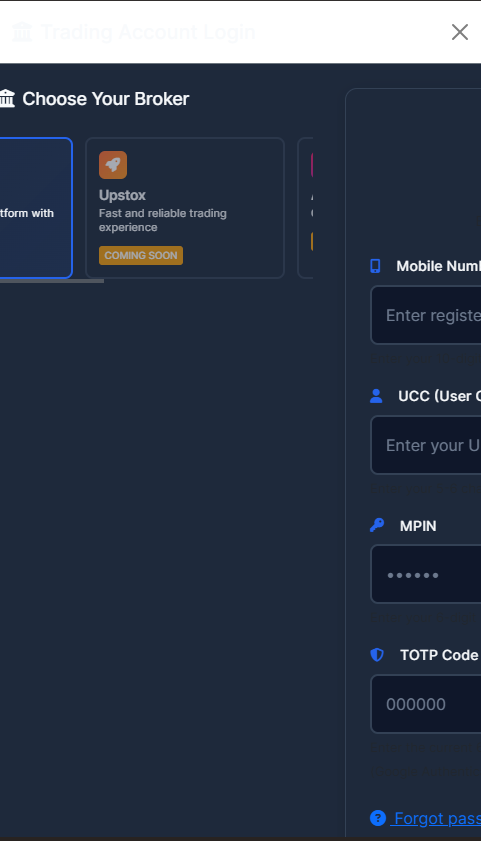 Trading Account Login
Choose Your Broker
tform with
Upstox
Fast and reliable trading
experience
COMING SOON
Mobile Num
Enter registe
UCC (User
Enter your U
MPIN
••••••
TOTP Code
000000
Forgot pass